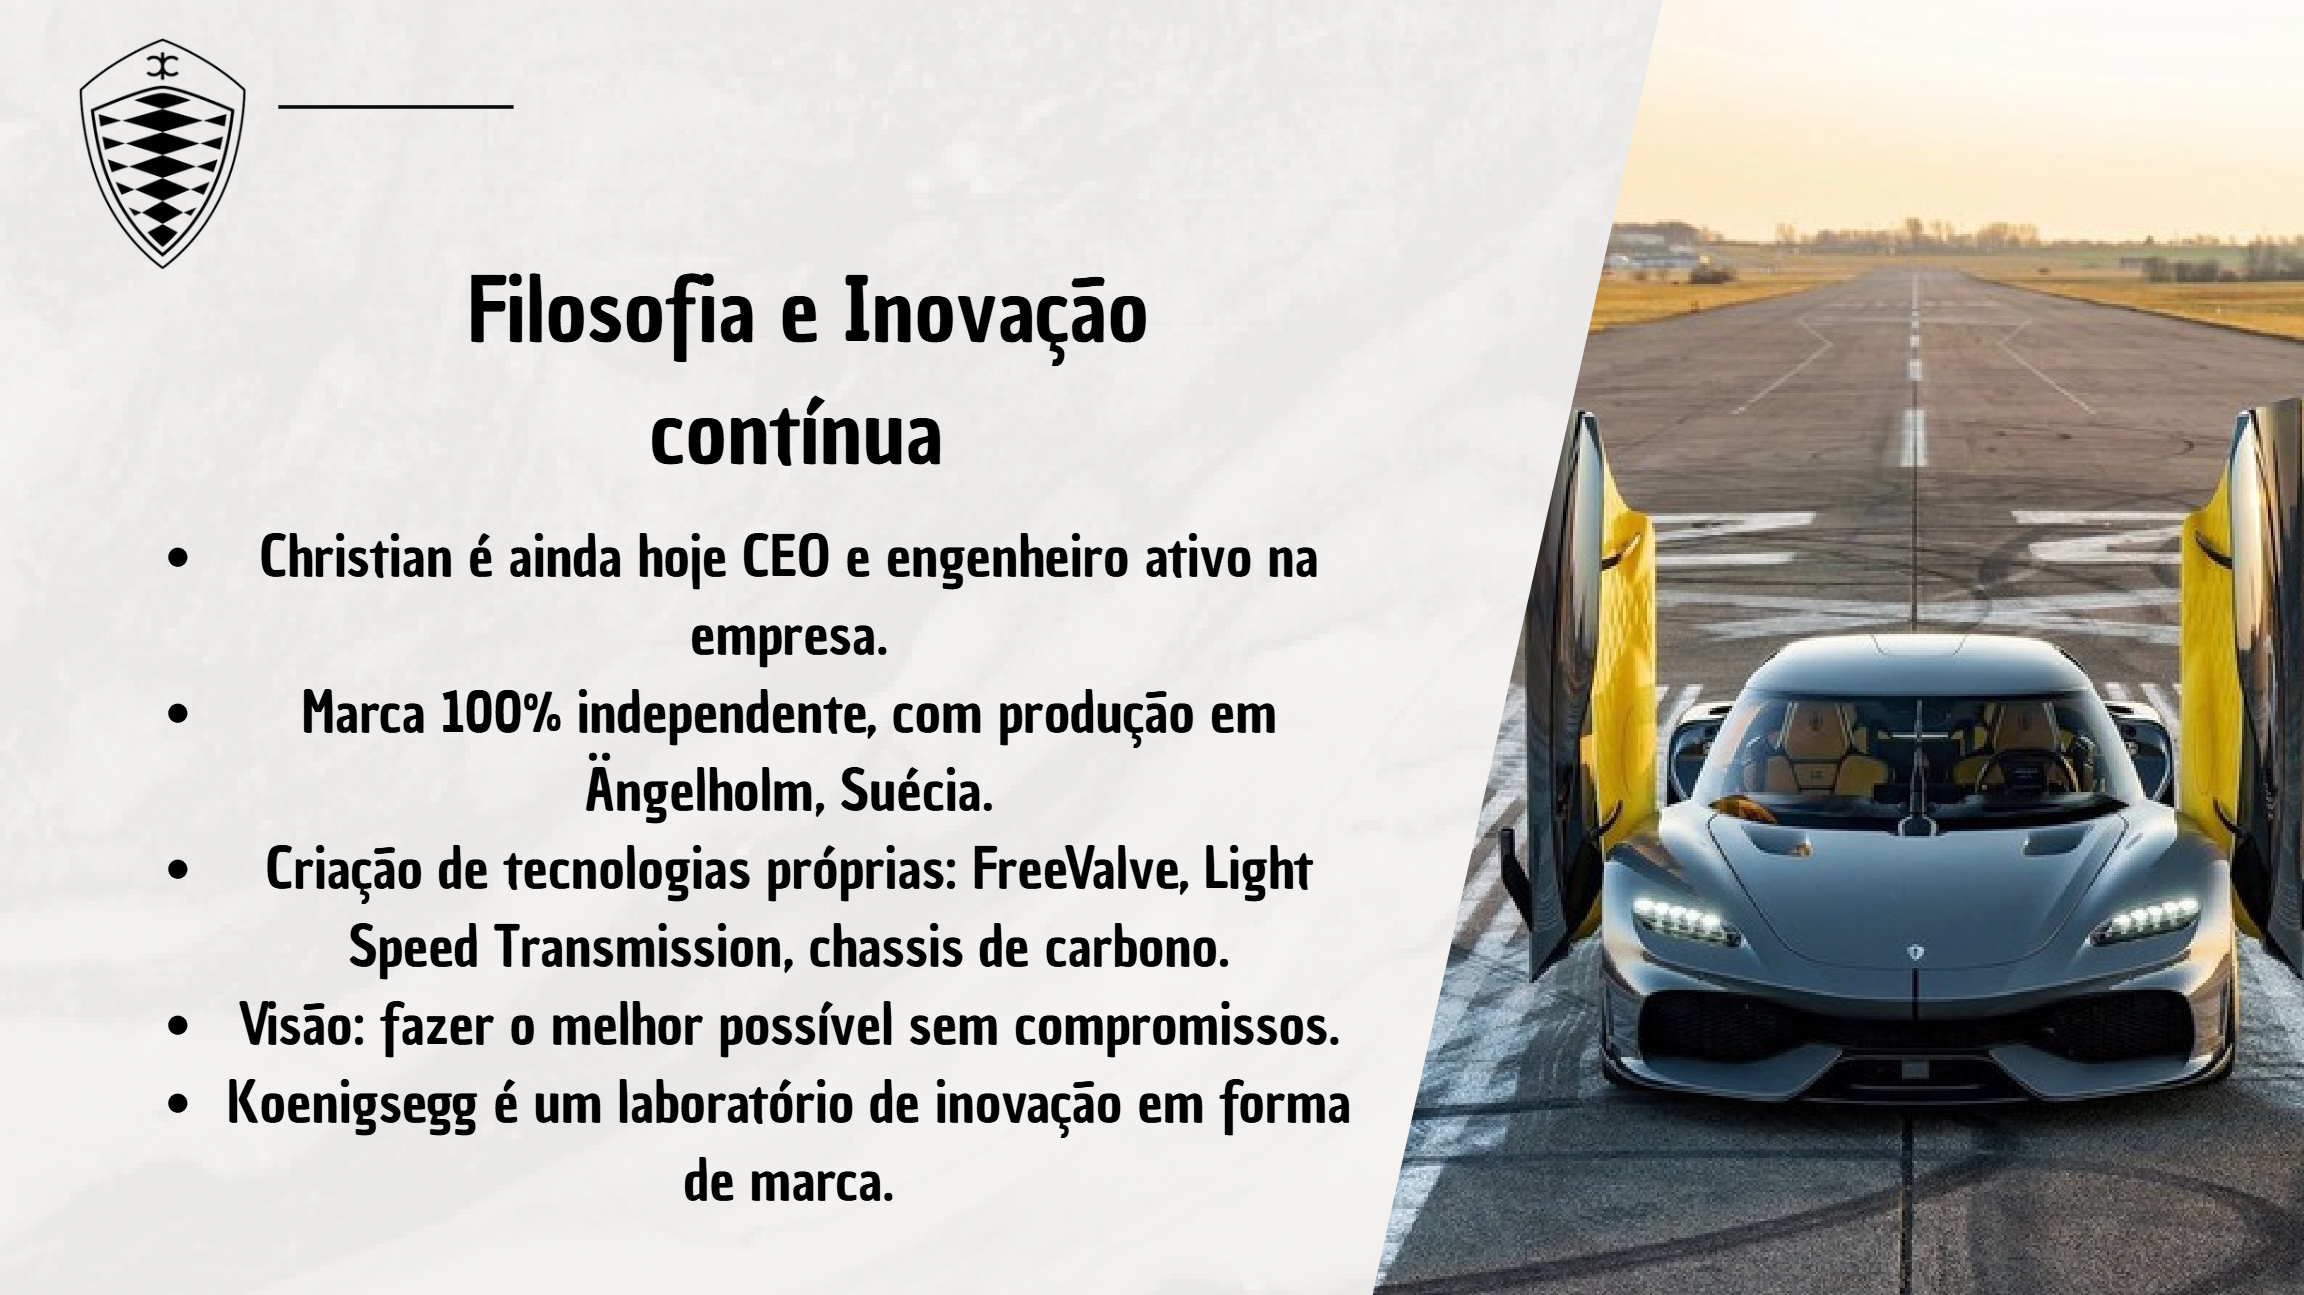 Filosofia e Inovação
contínua
• Christian é ainda hoje CEO e engenheiro ativo na
empresa.
• Marca 100% independente, com produção em
Ängelholm, Suécia.
• Criação de tecnologias próprias: FreeValve, Light
Speed Transmission, chassis de carbono.
• Visão: fazer o melhor possível sem compromissos.
• Koenigsegg é um laboratório de inovação em forma
de marca.